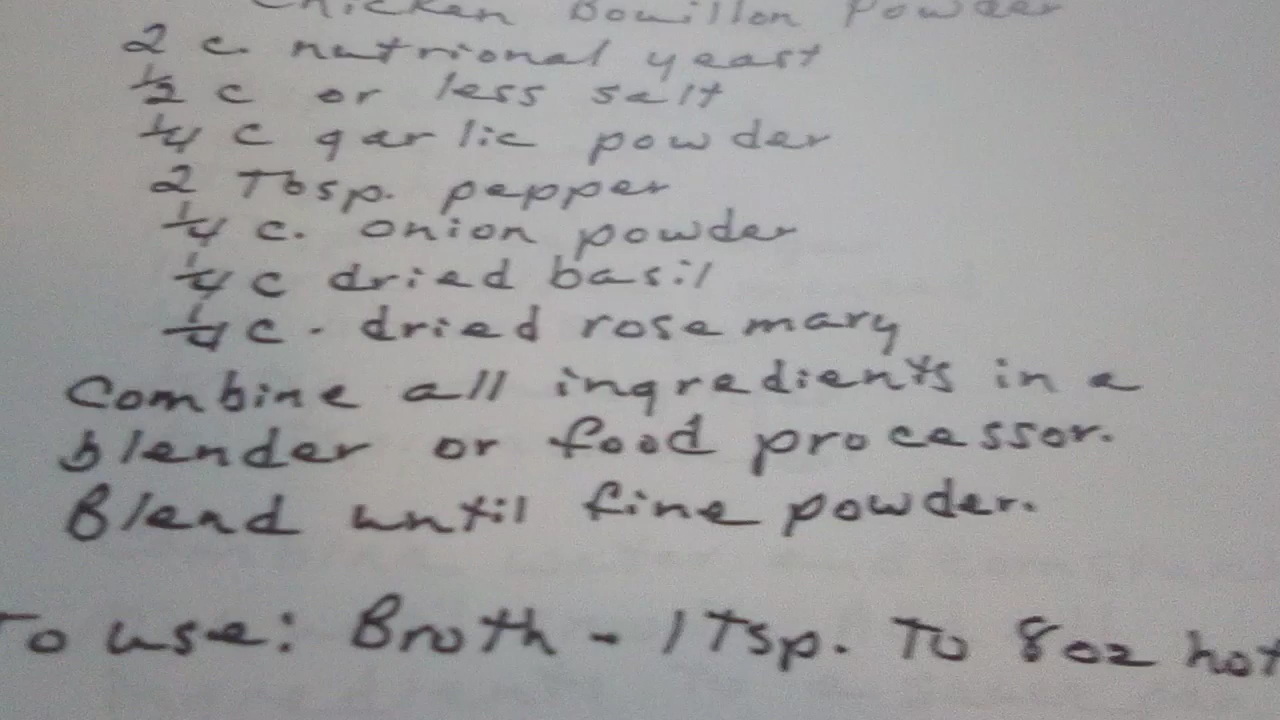 Chicken Bouillon Powder
2 c. nutrional yeast
1/2 c or less salt
1/4 c garlic powder
2 Tbsp. pepper
1/4 c. onion powder
1/4 c dried basil
1/4 c. dried rosemary
Combine all ingredients in a
blender or food processor.
Blend until fine powder.
To use: Broth - 1 Tsp. To 8oz hot